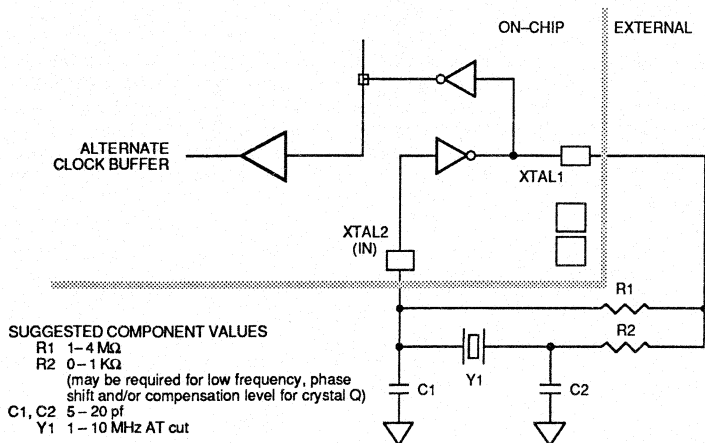 ON–CHIP
EXTERNAL
ALTERNATE
CLOCK BUFFER
XTAL1
XTAL2
(IN)
R1
R2
Y1
C1
C2
SUGGESTED COMPONENT VALUES
R1 1–4 MΩ
R2 0–1 KΩ
(may be required for low frequency, phase
shift and/or compensation level for crystal Q)
C1, C2 5–20 pf
Y1 1–10 MHz AT cut